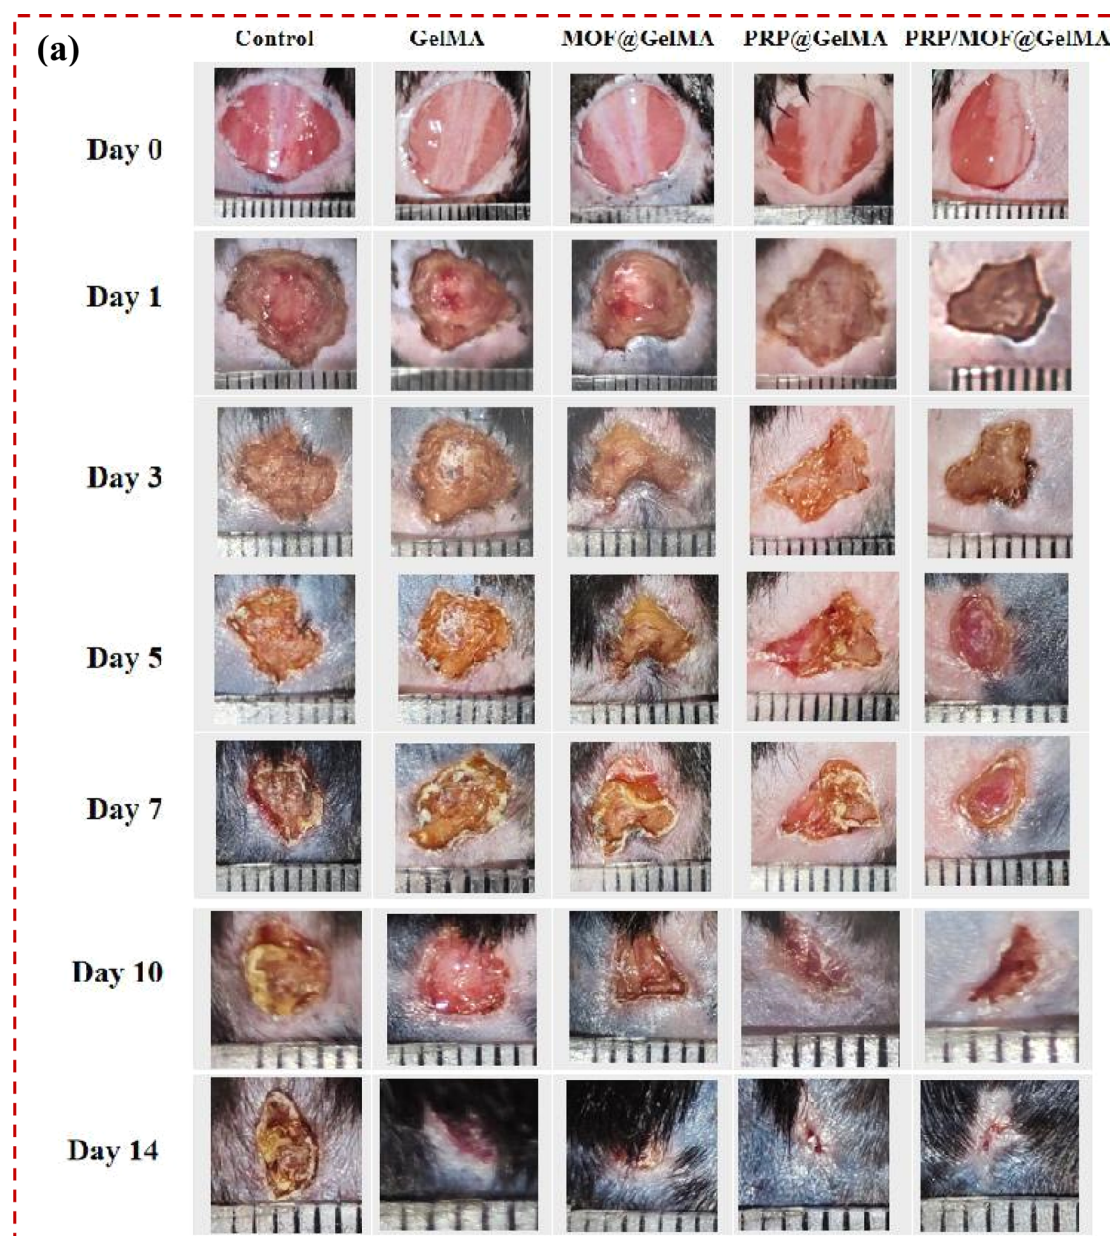 (a)
Control GelMA MOF@GelMA PRP@GelMA PRP/MOF@GelMA
Day 0
Day 1
Day 3
Day 5
Day 7
Day 10
Day 14